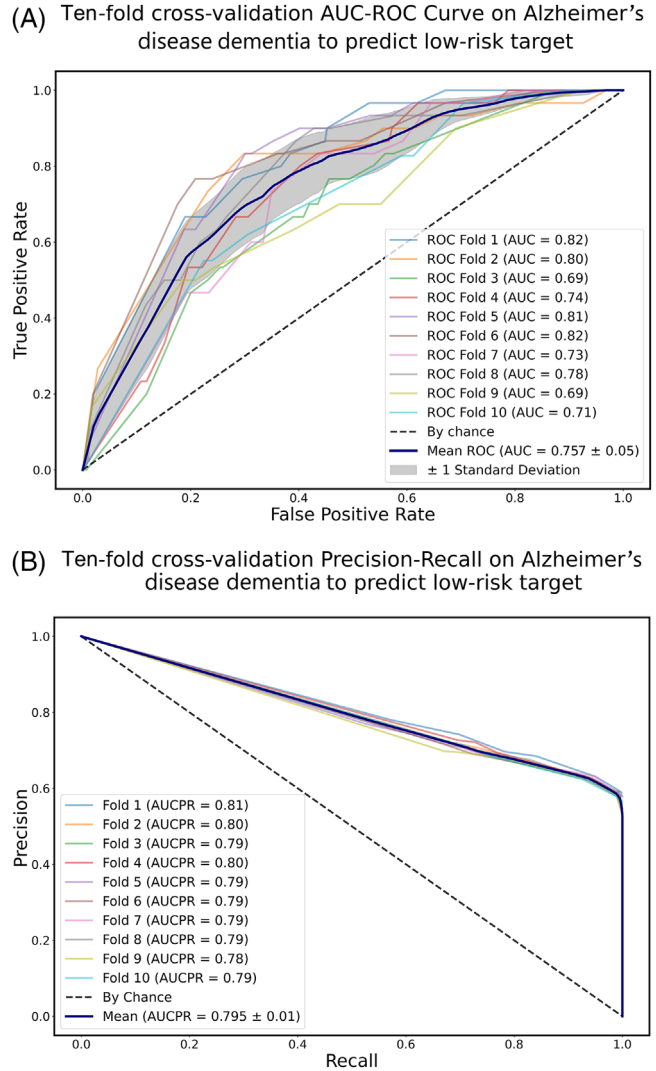 (A) Ten-fold cross-validation AUC-ROC Curve on Alzheimer's
disease dementia to predict low-risk target
1.0
0.8
0.6
0.4
0.2
0.0
True Positive Rate
ROC Fold 1 (AUC = 0.82)
ROC Fold 2 (AUC = 0.80)
ROC Fold 3 (AUC = 0.69)
ROC Fold 4 (AUC = 0.74)
ROC Fold 5 (AUC = 0.81)
ROC Fold 6 (AUC = 0.82)
ROC Fold 7 (AUC = 0.73)
ROC Fold 8 (AUC = 0.78)
ROC Fold 9 (AUC = 0.69)
ROC Fold 10 (AUC = 0.71)
By chance
Mean ROC (AUC = 0.757 ± 0.05)
± 1 Standard Deviation
0.0 0.2 0.4 0.6 0.8 1.0
False Positive Rate
(B) Ten-fold cross-validation Precision-Recall on Alzheimer's
disease dementia to predict low-risk target
1.0
0.8
0.6
0.4
0.2
0.0
Precision
Fold 1 (AUCPR = 0.81)
Fold 2 (AUCPR = 0.80)
Fold 3 (AUCPR = 0.79)
Fold 4 (AUCPR = 0.80)
Fold 5 (AUCPR = 0.79)
Fold 6 (AUCPR = 0.79)
Fold 7 (AUCPR = 0.79)
Fold 8 (AUCPR = 0.79)
Fold 9 (AUCPR = 0.78)
Fold 10 (AUCPR = 0.79)
By Chance
Mean (AUCPR = 0.795 ± 0.01)
0.0 0.2 0.4 0.6 0.8 1.0
Recall